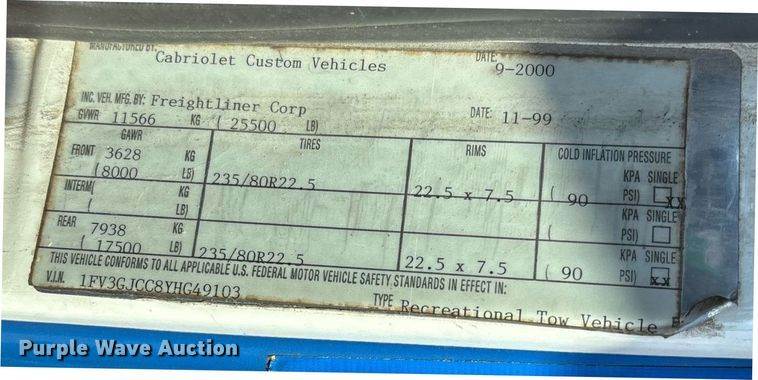 MANUFACTURED BY: DATE
Cabriolet Custom Vehicles 9-2000
INC. VEH. MFG. BY: Freightliner Corp DATE: 11-99
GVWR 11566 KG ( 25500 LB)
GAWR TIRES RIMS COLD INFLATION PRESSURE
FRONT 3628 KG KPA SINGLE
(8000 LB) 235/80R22.5 22.5 x 7.5 ( 90 PSI) xx
INTERM( KG KPA SINGLE
( LB) ( PSI)
REAR 7938 KG KPA SINGLE
( 17500 LB) 235/80R22.5 22.5 x 7.5 ( 90 PSI) xx
THIS VEHICLE CONFORMS TO ALL APPLICABLE U.S. FEDERAL MOTOR VEHICLE SAFETY STANDARDS IN EFFECT IN:
V.I.N. 1FV3GJCC8YHG49103 TYPE Recreational Tow Vehicle
Purple Wave Auction